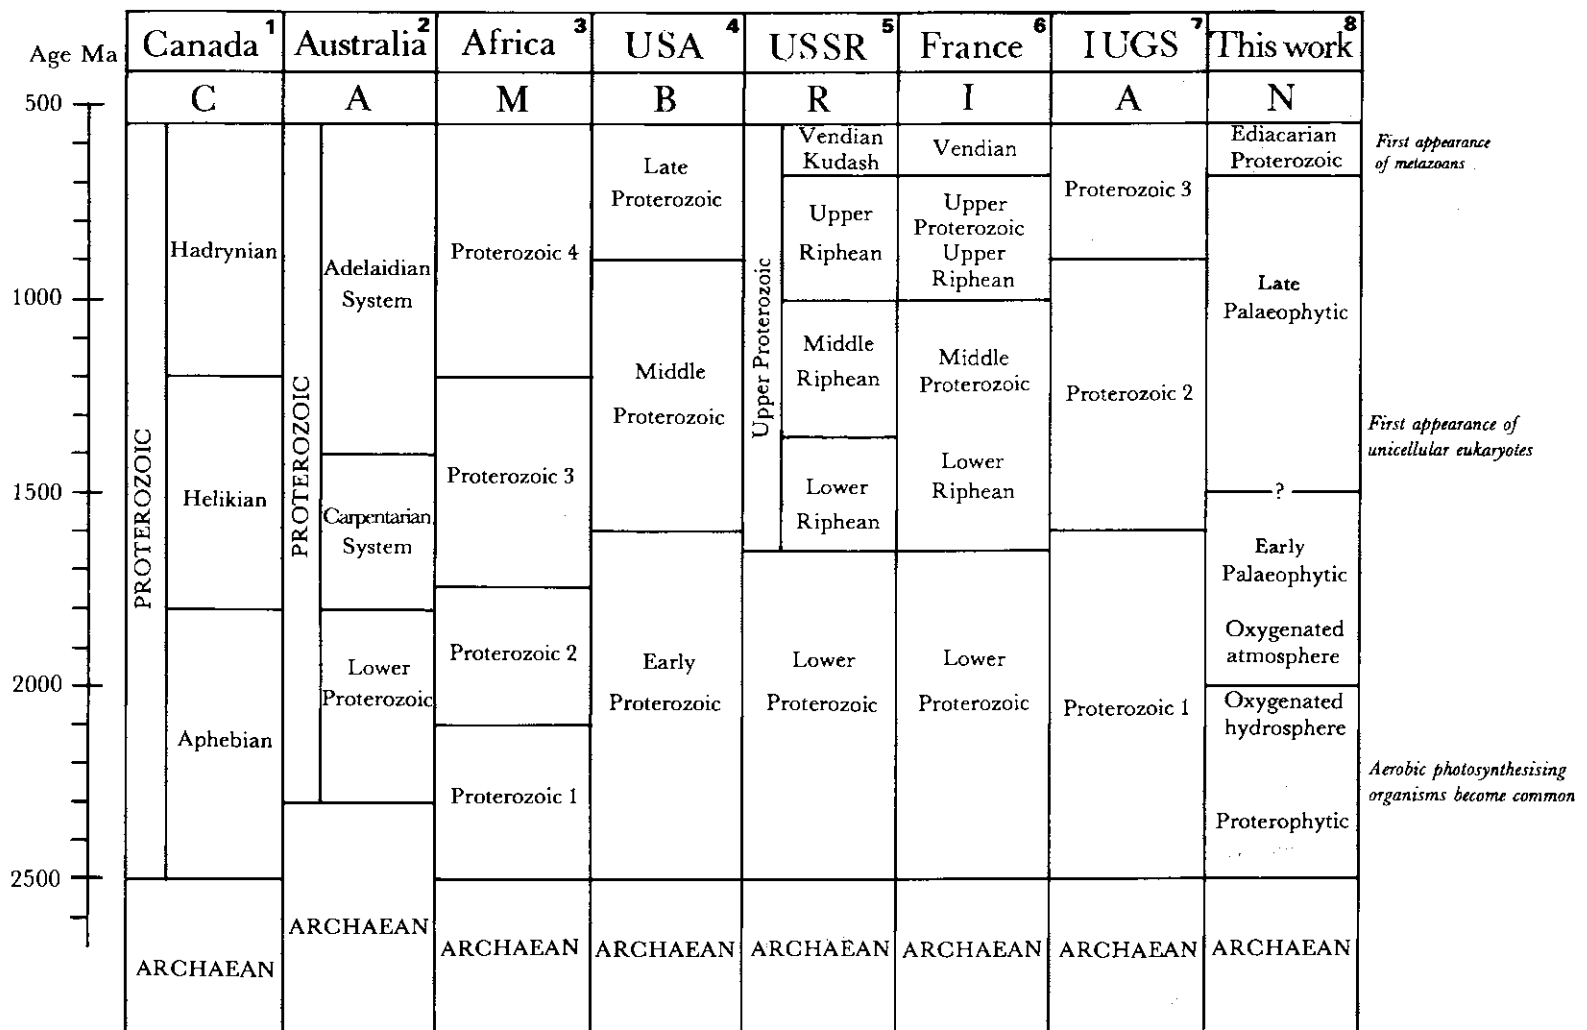 Age Ma
Canada 1
Australia 2
Africa 3
USA 4
USSR 5
France 6
IUGS 7
This work 8
C A M B R I A N
500
1000
1500
2000
2500
PROTEROZOIC
Hadrynian
Helikian
Aphebian
ARCHAEAN
PROTEROZOIC
Adelaidian
System
Carpentarian
System
Lower
Proterozoic
ARCHAEAN
Proterozoic 4
Proterozoic 3
Proterozoic 2
Proterozoic 1
ARCHAEAN
Late
Proterozoic
Middle
Proterozoic
Early
Proterozoic
ARCHAEAN
Upper Proterozoic
Vendian
Kudash
Upper
Riphean
Middle
Riphean
Lower
Riphean
Lower
Proterozoic
ARCHAEAN
Vendian
Upper
Proterozoic
Upper
Riphean
Middle
Proterozoic
Lower
Riphean
Lower
Proterozoic
ARCHAEAN
Proterozoic 3
Proterozoic 2
Proterozoic 1
ARCHAEAN
Ediacarian
Proterozoic
Late
Palaeophytic
?
Early
Palaeophytic
Oxygenated
atmosphere
Oxygenated
hydrosphere
Proterophytic
ARCHAEAN
First appearance
of metazoans
First appearance of
unicellular eukaryotes
Aerobic photosynthesising
organisms become common